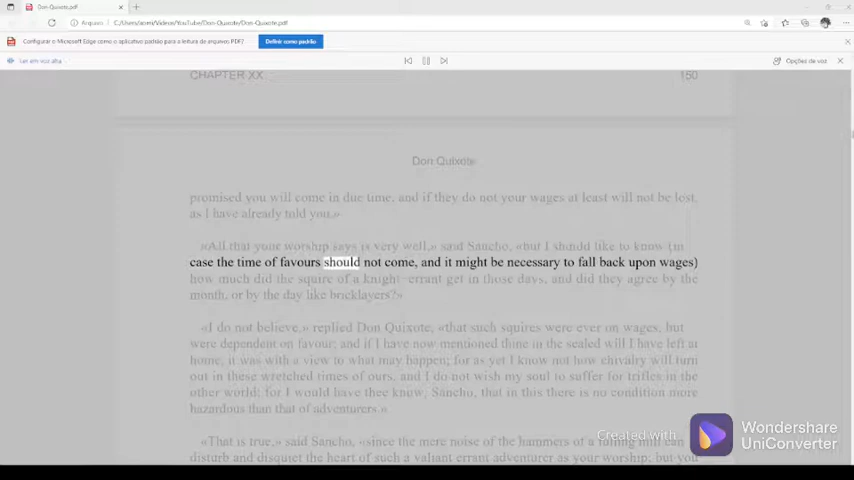 Don-Quixote.pdf
Arquivo
C:/Users/acera/Videos/YouTube/Don-Quixote/Don-Quixote.pdf
Configurar o Microsoft Edge como o aplicativo padrão para a leitura de arquivos PDF?
Definir como padrão
Ler em voz alta
Opções de voz
CHAPTER XX
150
Don Quixote
promised you will come in due time, and if they do not your wages at least will not be lost,
as I have already told you.»
»All that your worship says is very well,» said Sancho, «but I should like to know (in
case the time of favours should not come, and it might be necessary to fall back upon wages)
how much did the squire of a knight-errant get in those days, and did they agree by the
month, or by the day like bricklayers?»
«I do not believe,» replied Don Quixote, «that such squires were ever on wages, but
were dependent on favour; and if I have now mentioned thine in the sealed will I have left at
home, it was with a view to what may happen; for as yet I know not how chivalry will turn
out in these wretched times of ours, and I do not wish my soul to suffer for trifles in the
other world; for I would have thee know, Sancho, that in this there is no condition more
hazardous than that of adventurers.»
«That is true,» said Sancho, «since the mere noise of the hammers of a fulling mill can
disturb and disquiet the heart of such a valiant errant adventurer as your worship; but you
Created with
Wondershare
UniConverter